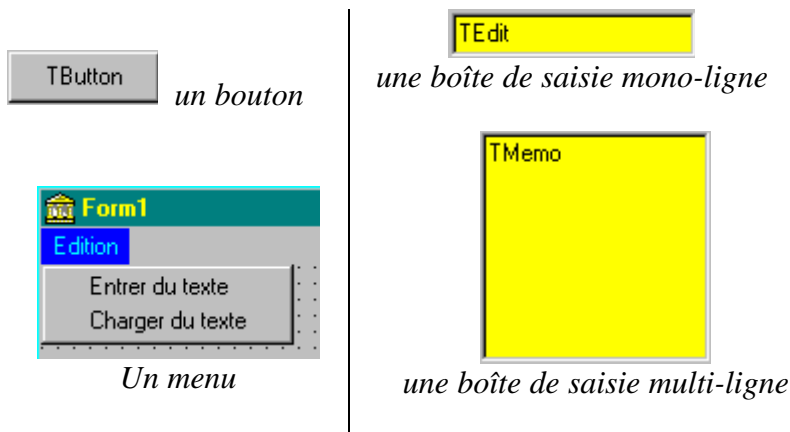 TButton
un bouton
Form1
Edition
Entrer du texte
Charger du texte
Un menu
TEdit
une boîte de saisie mono-ligne
TMemo
une boîte de saisie multi-ligne